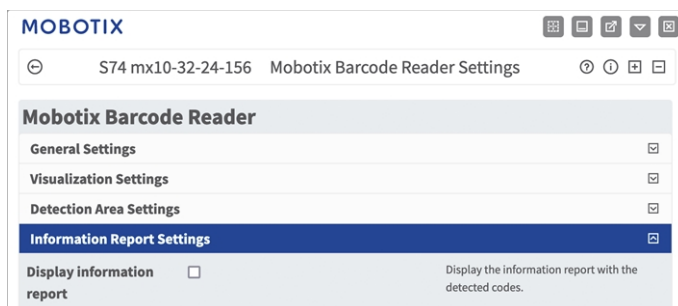 MOBOTIX
S74 mx10-32-24-156 Mobotix Barcode Reader Settings
Mobotix Barcode Reader
General Settings
Visualization Settings
Detection Area Settings
Information Report Settings
Display information
report
Display the information report with the
detected codes.